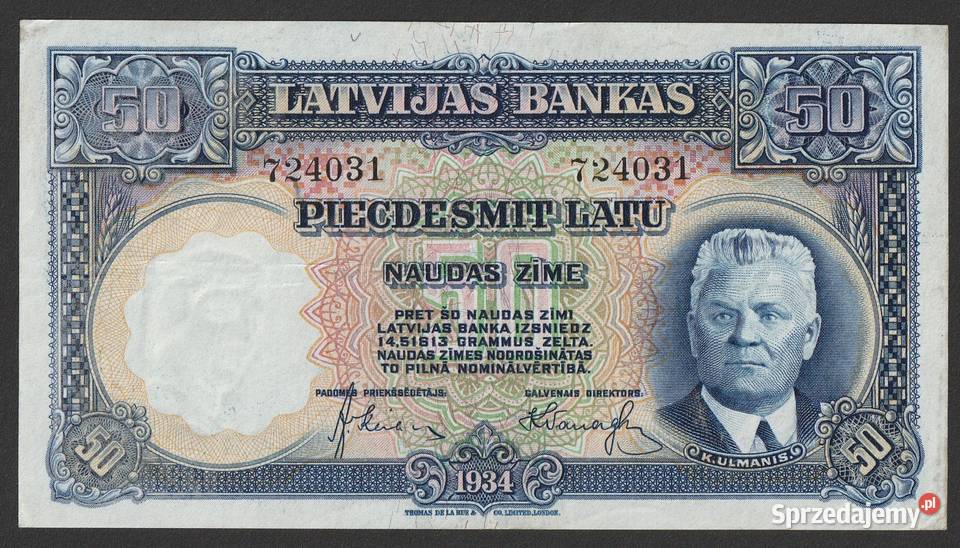 50 LATVIJAS BANKAS 50
724031 724031
PIECDESMIT LATU
50
NAUDAS ZĪME
PRET ŠO NAUDAS ZĪMI
LATVIJAS BANKA IZSNIEDZ
14,51613 GRAMMUS ZELTA.
NAUDAS ZĪMES NODROŠINĀTAS
TO PILNĀ NOMINĀLVĒRTĪBĀ.
PADOMES PRIEKŠSĒDĒTĀJS: GALVENAIS DIREKTORS:
50 50
K.ULMANIS.
1934
THOMAS DE LA RUE & CO. LIMITED, LONDON.
Sprzedajemy.pl